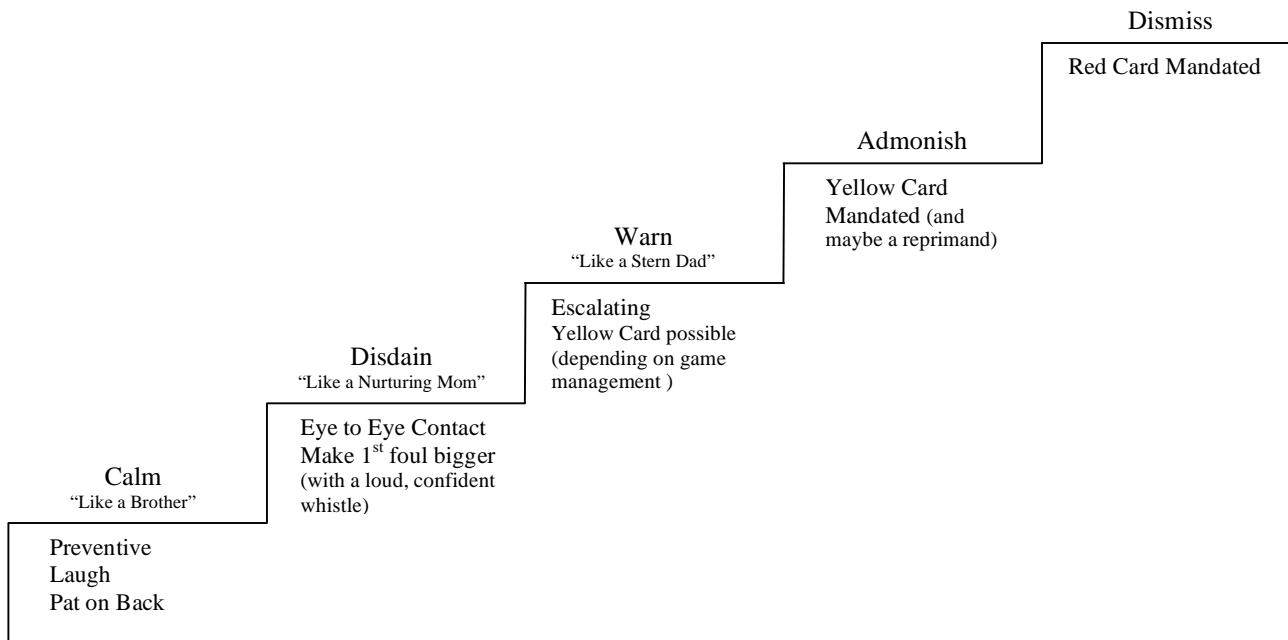 Dismiss
Red Card Mandated
Admonish
Yellow Card
Mandated (and
maybe a reprimand)
Warn
“Like a Stern Dad”
Escalating
Yellow Card possible
(depending on game
management )
Disdain
“Like a Nurturing Mom”
Eye to Eye Contact
Make 1st foul bigger
(with a loud, confident
whistle)
Calm
“Like a Brother”
Preventive
Laugh
Pat on Back